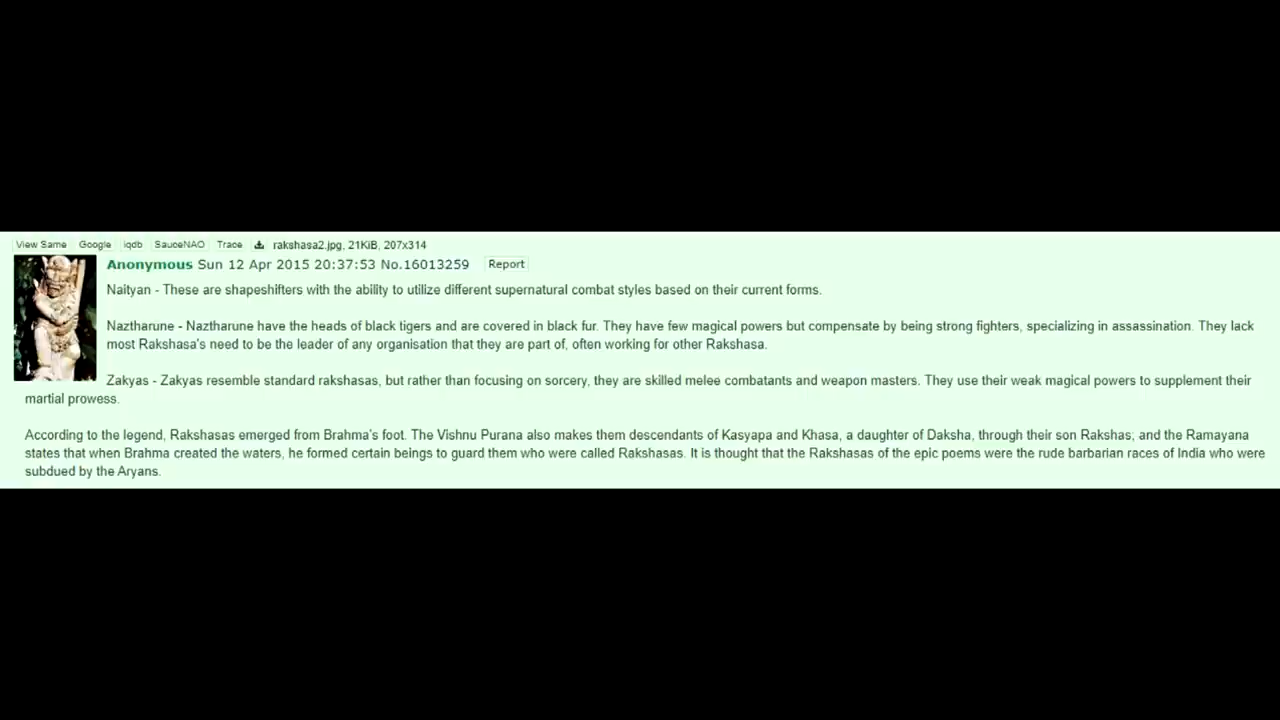 View Same Google iqdb SauceNAO Trace rakshasa2.jpg, 21KiB, 207x314
Anonymous Sun 12 Apr 2015 20:37:53 No.16013259 Report
Naityan - These are shapeshifters with the ability to utilize different supernatural combat styles based on their current forms.
Naztharune - Naztharune have the heads of black tigers and are covered in black fur. They have few magical powers but compensate by being strong fighters, specializing in assassination. They lack
most Rakshasa's need to be the leader of any organisation that they are part of, often working for other Rakshasa.
Zakyas - Zakyas resemble standard rakshasas, but rather than focusing on sorcery, they are skilled melee combatants and weapon masters. They use their weak magical powers to supplement their
martial prowess.
According to the legend, Rakshasas emerged from Brahma's foot. The Vishnu Purana also makes them descendants of Kasyapa and Khasa, a daughter of Daksha, through their son Rakshas; and the Ramayana
states that when Brahma created the waters, he formed certain beings to guard them who were called Rakshasas. It is thought that the Rakshasas of the epic poems were the rude barbarian races of India who were
subdued by the Aryans.